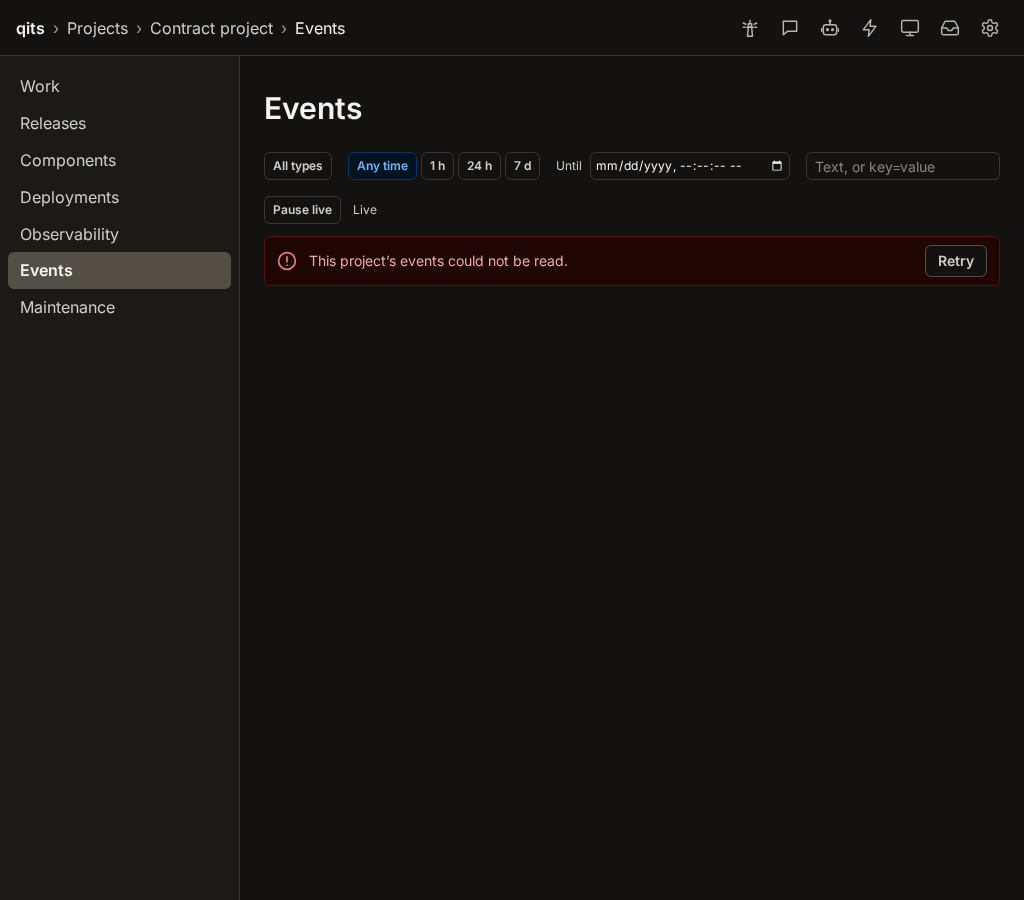 qits › Projects › Contract project › Events
Work
Releases
Components
Deployments
Observability
Events
Maintenance
Events
All types Any time 1 h 24 h 7 d Until mm/dd/yyyy, --:--:-- -- Text, or key=value
Pause live Live
This project’s events could not be read. Retry